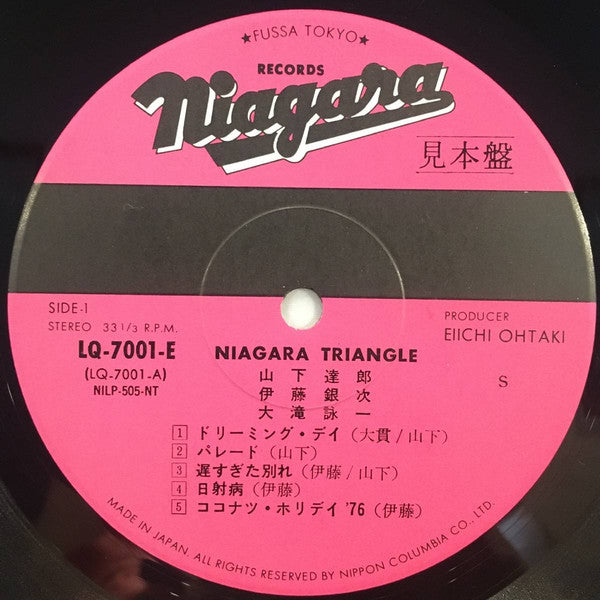 ★FUSSA TOKYO★
RECORDS
Niagara
見本盤
SIDE-1
STEREO 33 1/3 R.P.M.
LQ-7001-E
(LQ-7001-A)
NILP-505-NT
PRODUCER
EIICHI OHTAKI
S
NIAGARA TRIANGLE
山下達郎
伊藤銀次
大滝詠一
1 ドリーミング・デイ (大貫/山下)
2 パレード (山下)
3 遅すぎた別れ (伊藤/山下)
4 日射病 (伊藤)
5 ココナツ・ホリデイ '76 (伊藤)
MADE IN JAPAN. ALL RIGHTS RESERVED BY NIPPON COLUMBIA CO., LTD.